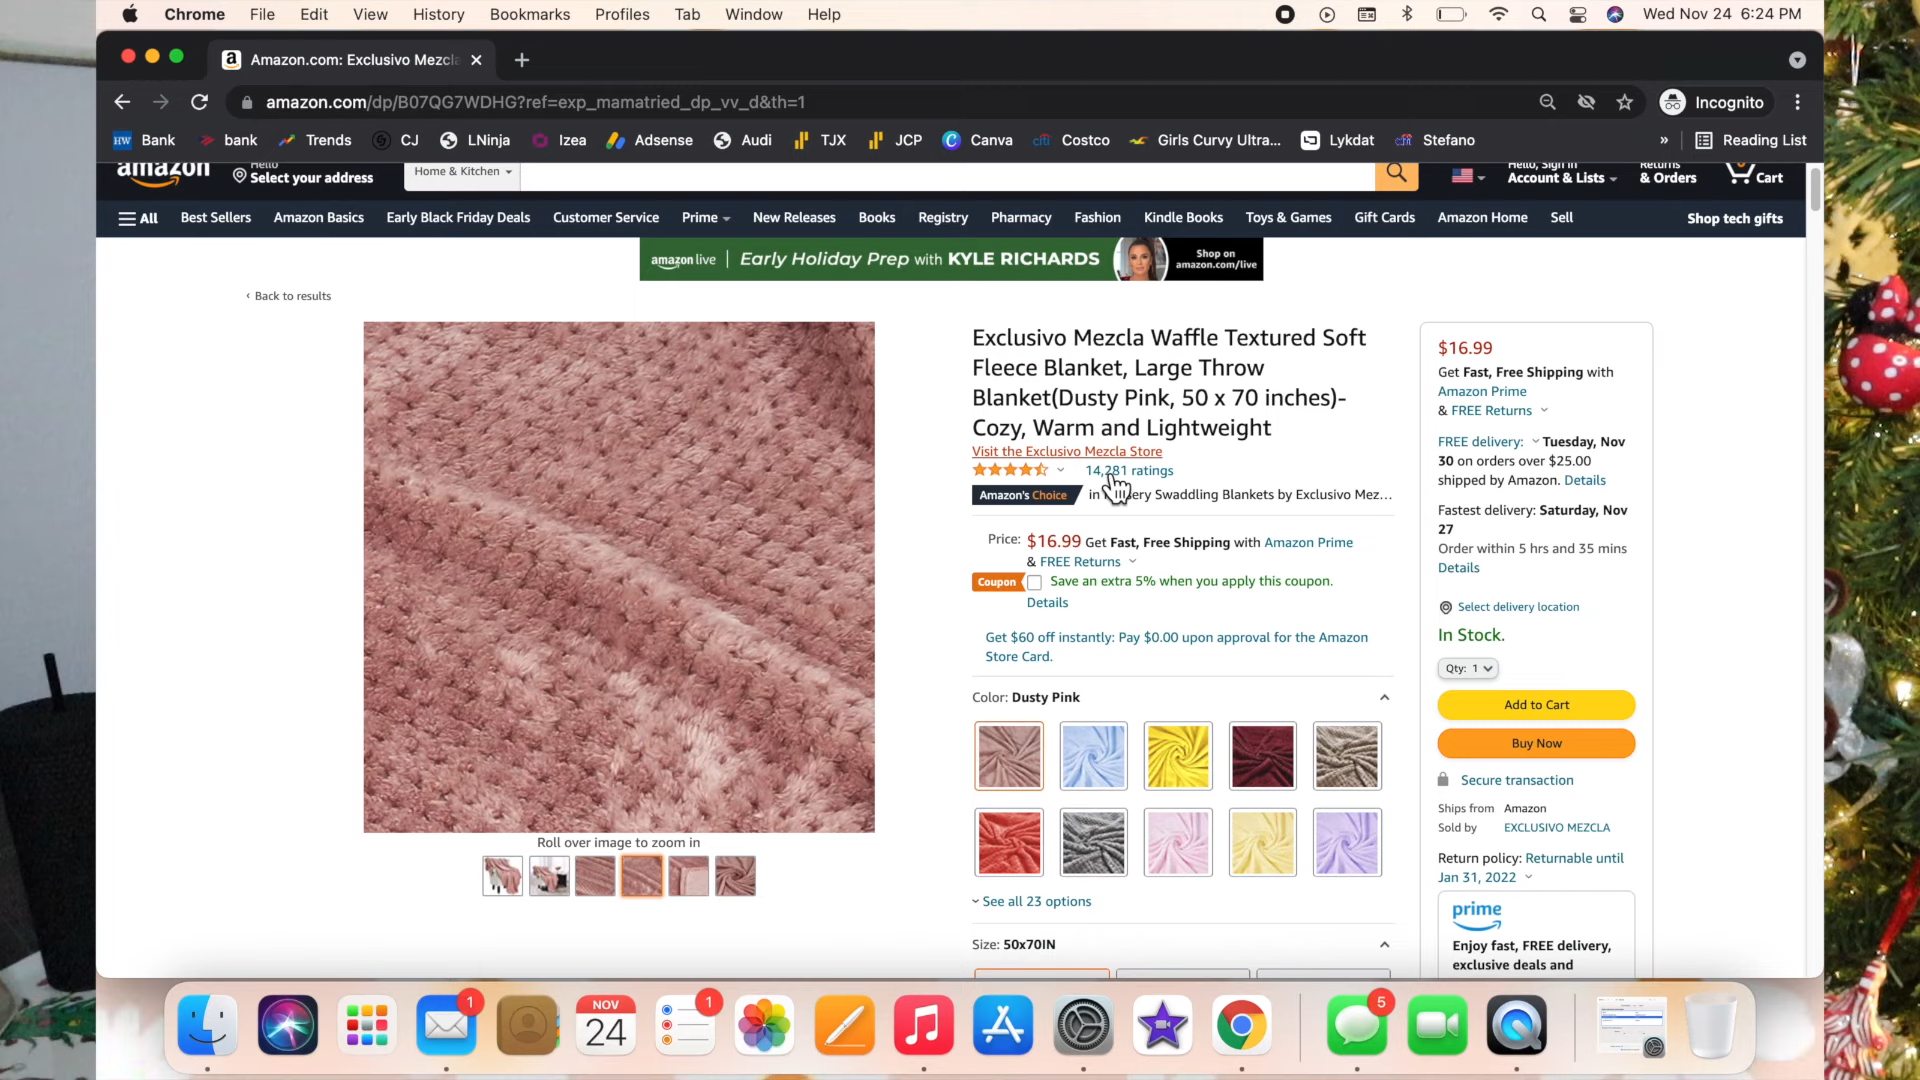 Chrome File Edit View History Bookmarks Profiles Tab Window Help Wed Nov 24 6:24 PM
a Amazon.com: Exclusivo Mezcla
amazon.com/dp/B07QG7WDHG?ref=exp_mamatried_dp_vv_d&th=1 Incognito
HW Bank bank Trends CJ LNinja Izea Adsense Audi TJX JCP Canva citi Costco Girls Curvy Ultra... Lykdat citi Stefano » Reading List
amazon Hello Select your address Home & Kitchen Hello, Sign in Account & Lists Returns & Orders Cart
All Best Sellers Amazon Basics Early Black Friday Deals Customer Service Prime New Releases Books Registry Pharmacy Fashion Kindle Books Toys & Games Gift Cards Amazon Home Sell Shop tech gifts
amazon live | Early Holiday Prep with KYLE RICHARDS Shop on amazon.com/live
‹ Back to results
Exclusivo Mezcla Waffle Textured Soft
Fleece Blanket, Large Throw
Blanket(Dusty Pink, 50 x 70 inches)-
Cozy, Warm and Lightweight
Visit the Exclusivo Mezcla Store
14,281 ratings
Amazon's Choice in Swaddling Blankets by Exclusivo Mez...
Price: $16.99 Get Fast, Free Shipping with Amazon Prime
& FREE Returns
Coupon Save an extra 5% when you apply this coupon.
Details
Get $60 off instantly: Pay $0.00 upon approval for the Amazon
Store Card.
Color: Dusty Pink
See all 23 options
Size: 50x70IN
Roll over image to zoom in
$16.99
Get Fast, Free Shipping with
Amazon Prime
& FREE Returns
FREE delivery: Tuesday, Nov
30 on orders over $25.00
shipped by Amazon. Details
Fastest delivery: Saturday, Nov
27
Order within 5 hrs and 35 mins
Details
Select delivery location
In Stock.
Qty: 1
Add to Cart
Buy Now
Secure transaction
Ships from Amazon
Sold by EXCLUSIVO MEZCLA
Return policy: Returnable until
Jan 31, 2022
prime
Enjoy fast, FREE delivery,
exclusive deals and
1 NOV 24 1 5